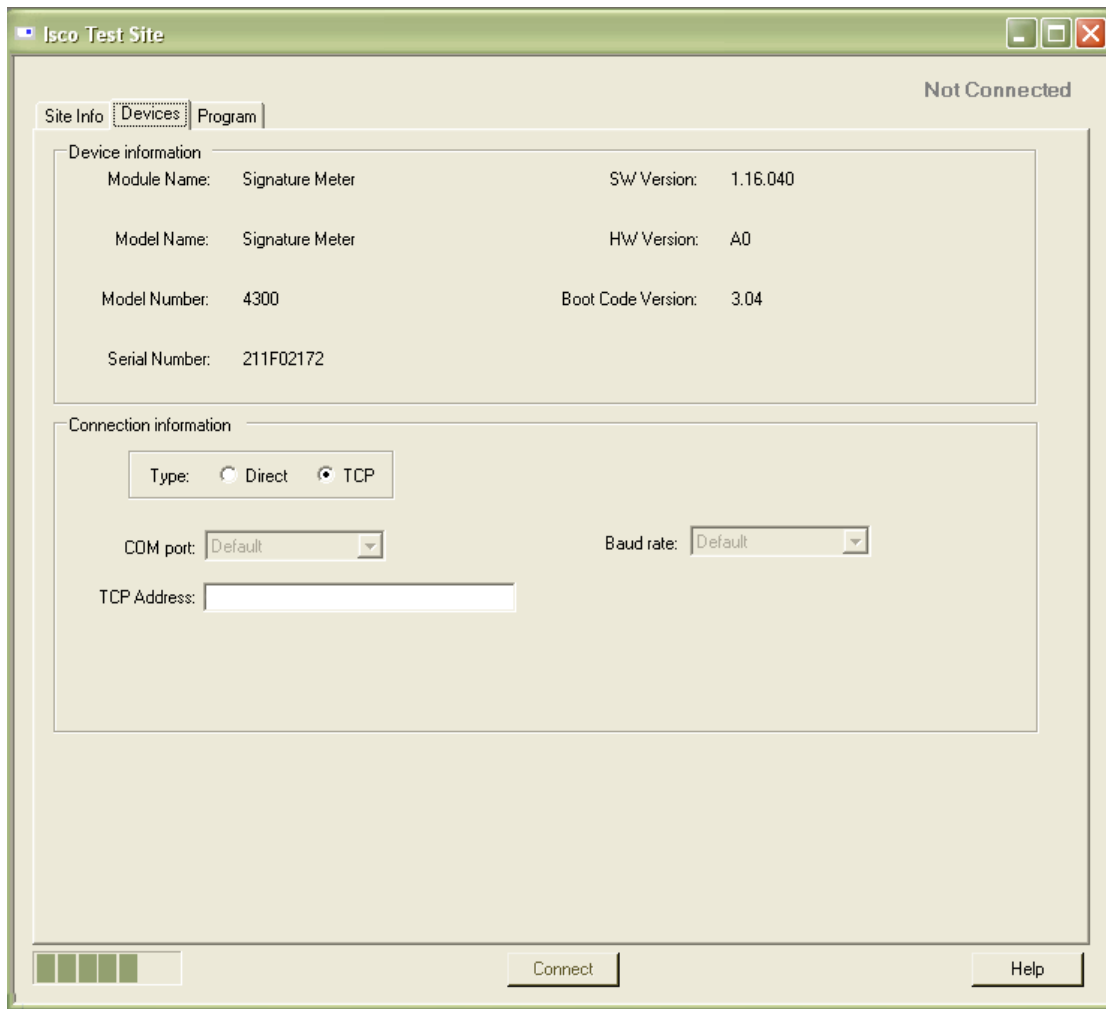 Isco Test Site
Not Connected
Site Info Devices Program
Device information
Module Name: Signature Meter SW Version: 1.16.040
Model Name: Signature Meter HW Version: A0
Model Number: 4300 Boot Code Version: 3.04
Serial Number: 211F02172
Connection information
Type: Direct TCP
COM port: Default Baud rate: Default
TCP Address:
Connect Help